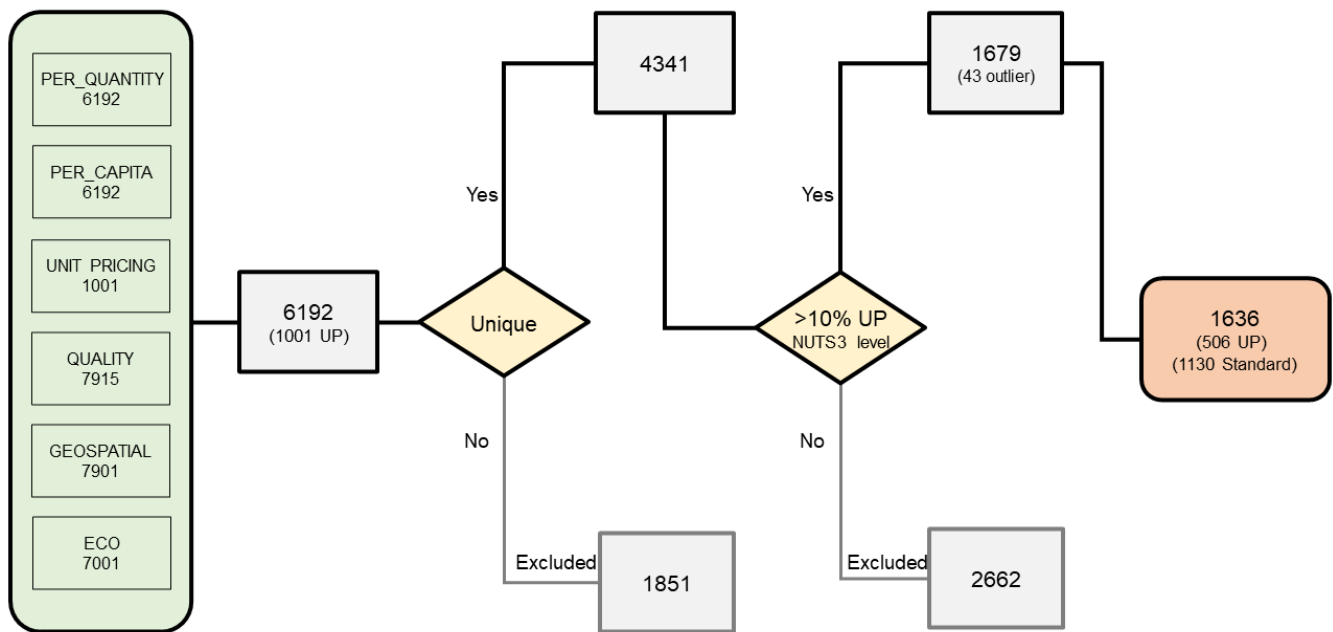 PER_QUANTITY
6192
PER_CAPITA
6192
UNIT PRICING
1001
QUALITY
7915
GEOSPATIAL
7901
ECO
7001
6192
(1001 UP)
Unique
Yes
No
4341
Excluded
1851
>10% UP
NUTS3 level
Yes
No
1679
(43 outlier)
Excluded
2662
1636
(506 UP)
(1130 Standard)